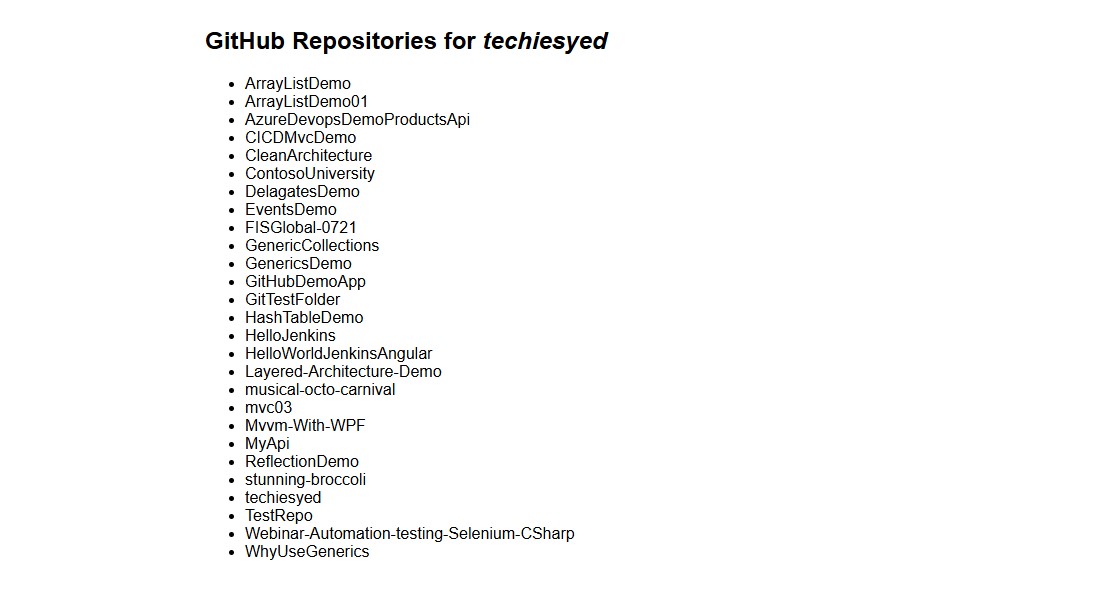 GitHub Repositories for techiesyed
ArrayListDemo
ArrayListDemo01
AzureDevopsDemoProductsApi
CICDMvcDemo
CleanArchitecture
ContosoUniversity
DelagatesDemo
EventsDemo
FISGlobal-0721
GenericCollections
GenericsDemo
GitHubDemoApp
GitTestFolder
HashTableDemo
HelloJenkins
HelloWorldJenkinsAngular
Layered-Architecture-Demo
musical-octo-carnival
mvc03
Mvvm-With-WPF
MyApi
ReflectionDemo
stunning-broccoli
techiesyed
TestRepo
Webinar-Automation-testing-Selenium-CSharp
WhyUseGenerics